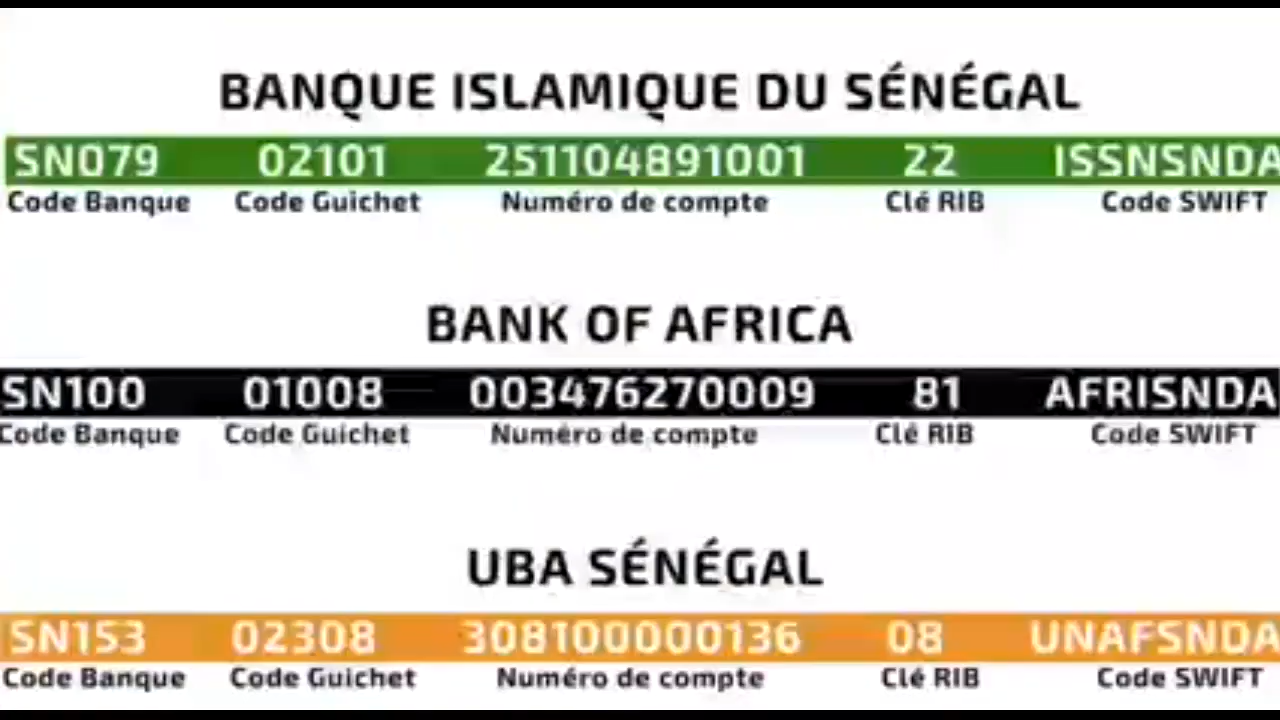 BANQUE ISLAMIQUE DU SÉNÉGAL
SN079 02101 251104891001 22 ISSNSNDA
Code Banque Code Guichet Numéro de compte Clé RIB Code SWIFT
BANK OF AFRICA
SN100 01008 003476270009 81 AFRISNDA
Code Banque Code Guichet Numéro de compte Clé RIB Code SWIFT
UBA SÉNÉGAL
SN153 02308 308100000136 08 UNAFSNDA
Code Banque Code Guichet Numéro de compte Clé RIB Code SWIFT